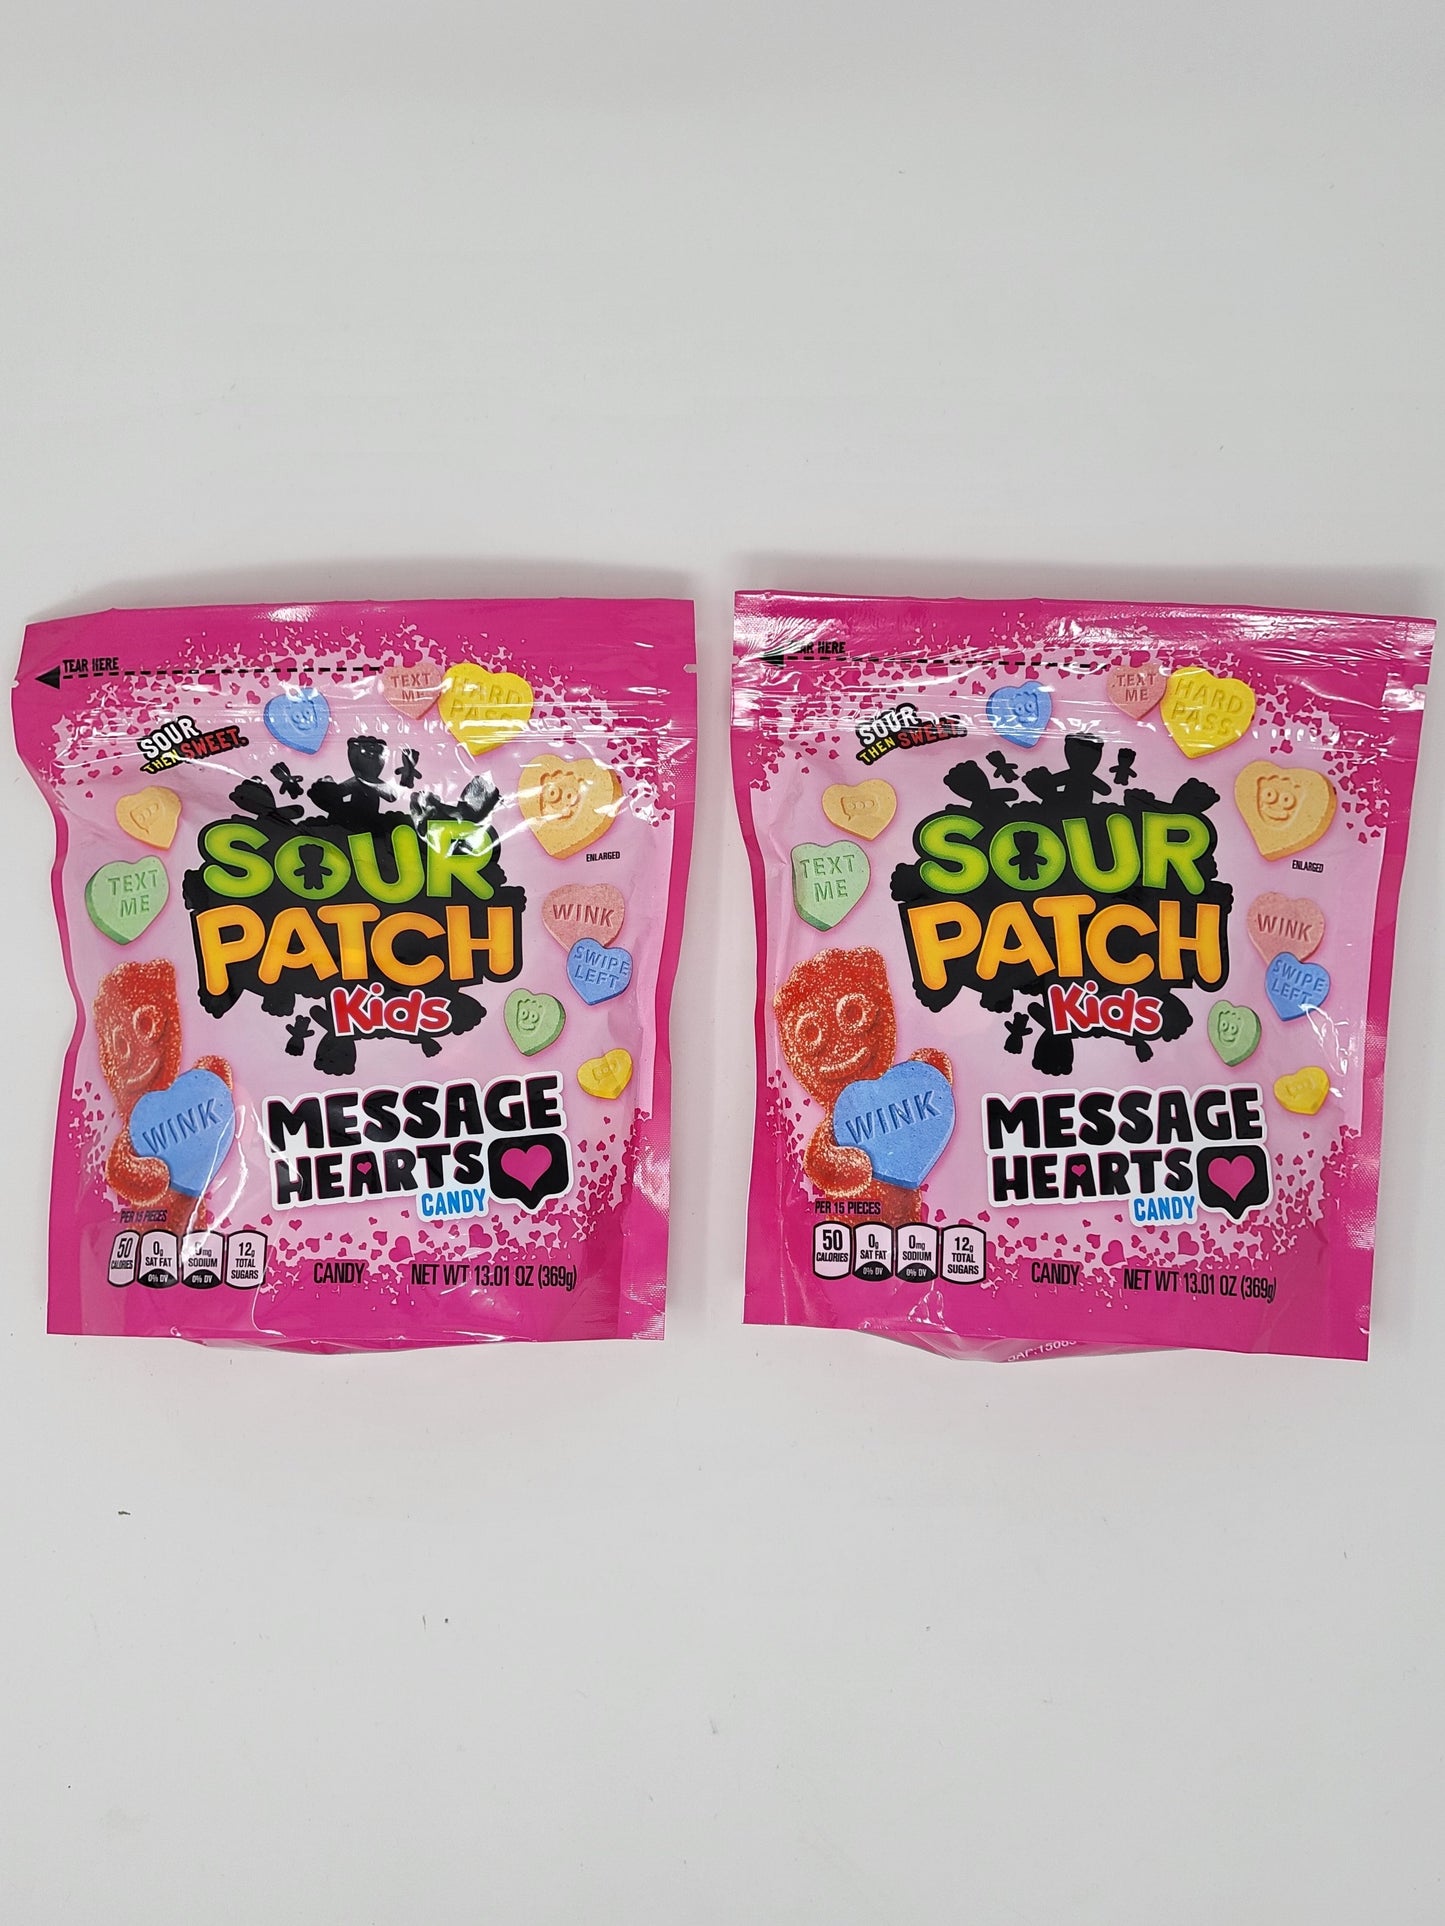 TEAR HERE
SOUR
THEN SWEET.
TEXT
ME
HARD
PASS
SOUR
PATCH
Kids
ENLARGED
TEXT
ME
WINK
SWIPE
LEFT
WINK
MESSAGE
HEARTS
CANDY
PER 15 PIECES
50
CALORIES
0g
SAT FAT
0% DV
0mg
SODIUM
0% DV
12g
TOTAL
SUGARS
CANDY
NET WT 13.01 OZ (369g)
HERE
SOUR
THEN SWEET.
TEXT
ME
HARD
PASS
SOUR
PATCH
Kids
ENLARGED
TEXT
ME
WINK
SWIPE
LEFT
WINK
MESSAGE
HEARTS
CANDY
PER 15 PIECES
50
CALORIES
0g
SAT FAT
0% DV
0mg
SODIUM
0% DV
12g
TOTAL
SUGARS
CANDY
NET WT 13.01 OZ (369g)